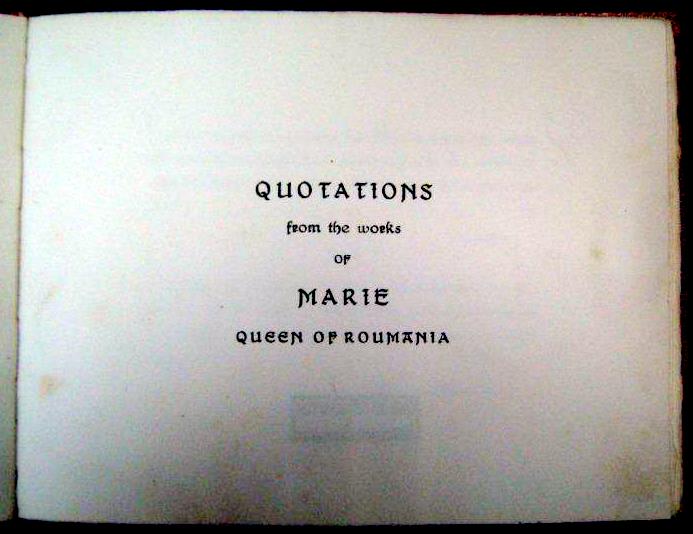 QUOTATIONS
from the works
OF
MARIE
QUEEN OF ROUMANIA